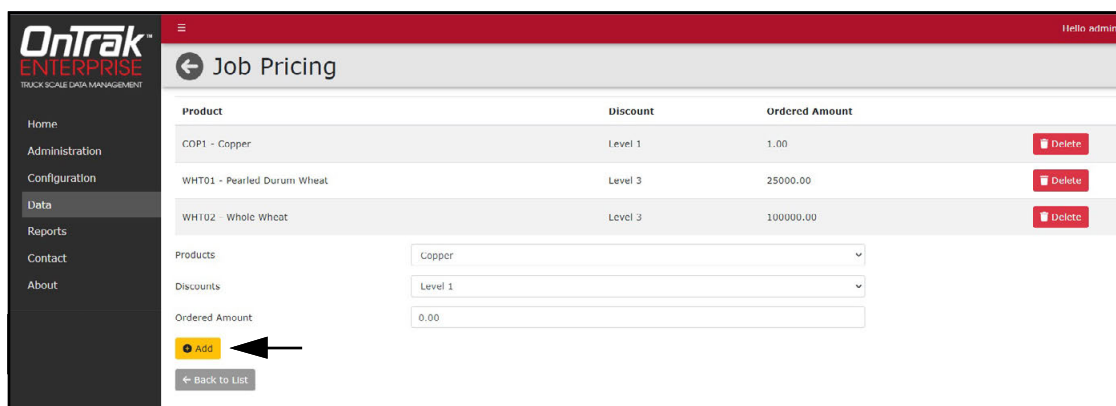 OnTrak™
ENTERPRISE
TRUCK SCALE DATA MANAGEMENT
Home
Administration
Configuration
Data
Reports
Contact
About
Hello admin
Job Pricing
Product Discount Ordered Amount
COP1 - Copper Level 1 1.00 Delete
WHT01 - Pearled Durum Wheat Level 3 25000.00 Delete
WHT02 - Whole Wheat Level 3 100000.00 Delete
Products Copper
Discounts Level 1
Ordered Amount 0.00
Add
← Back to List